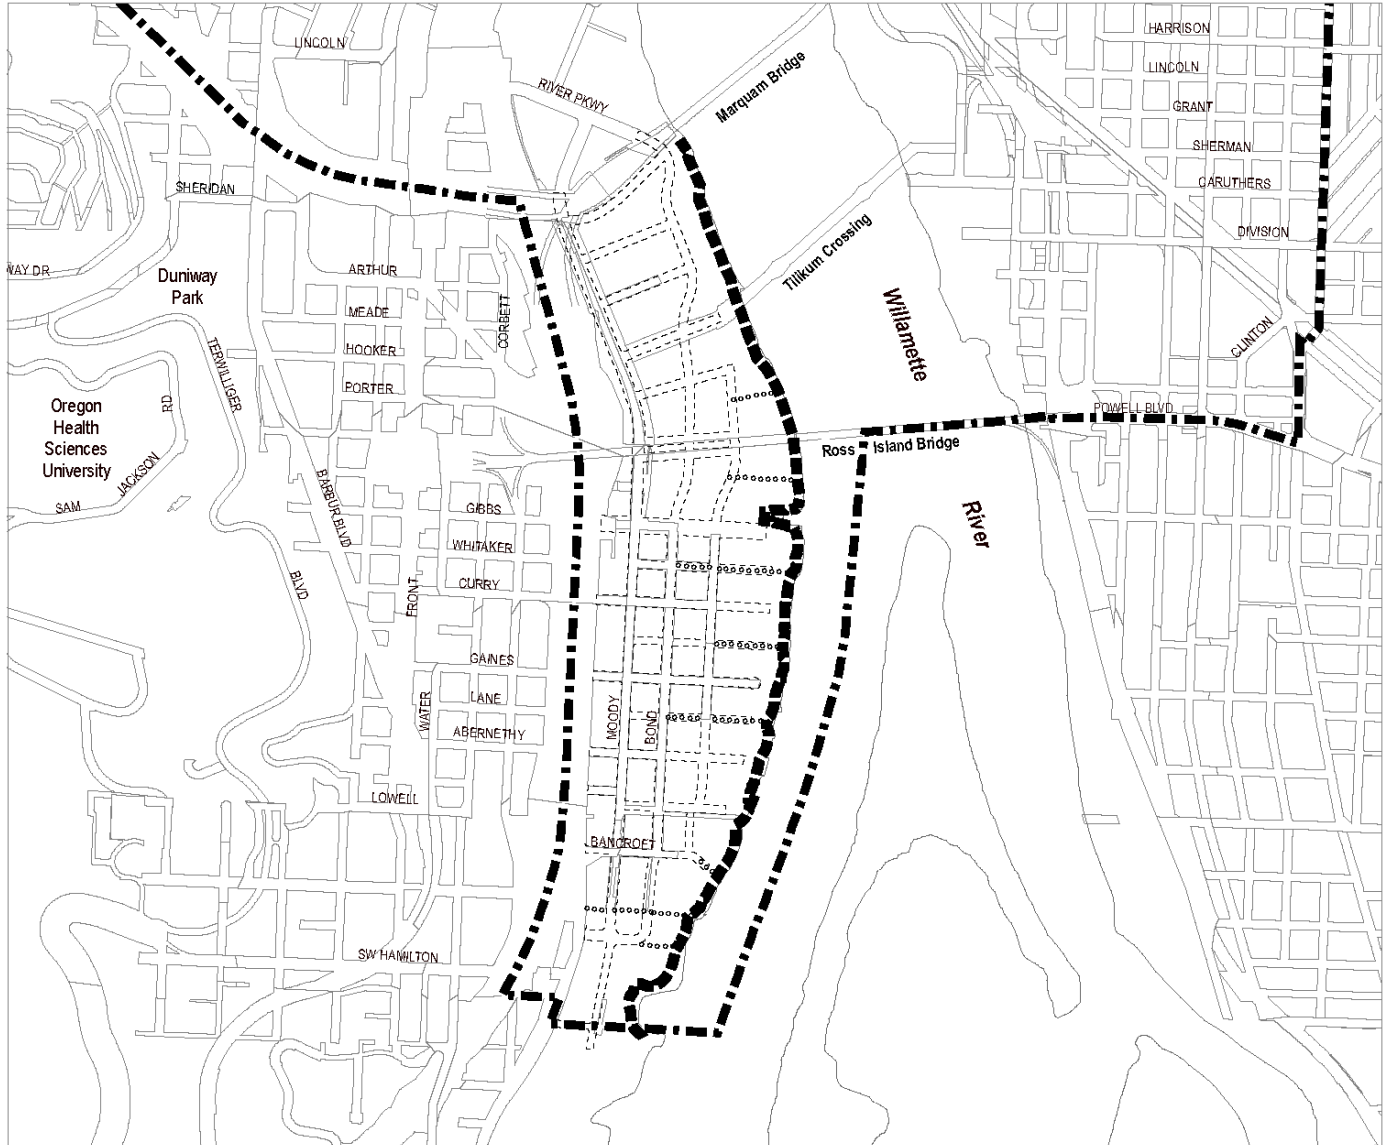 HARRISON
LINCOLN
LINCOLN
Marquam Bridge
RIVER PKWY
GRANT
SHERMAN
SHERIDAN
CARUTHERS
DIVISION
Tilikum Crossing
WAY DR
Duniway
Park
ARTHUR
MEADE
CORBETT
HOOKER
PORTER
TERWILLIGER
Willamette
CLINTON
Oregon
Health
Sciences
University
RD
JACKSON
SAM
POWELL BLVD
Ross Island Bridge
BARBUR BLVD
GIBBS
WHITAKER
CURRY
River
BLVD
FRONT
GAINES
LANE
WATER
ABERNETHY
MOODY
BOND
LOWELL
BANCROFT
SW HAMILTON